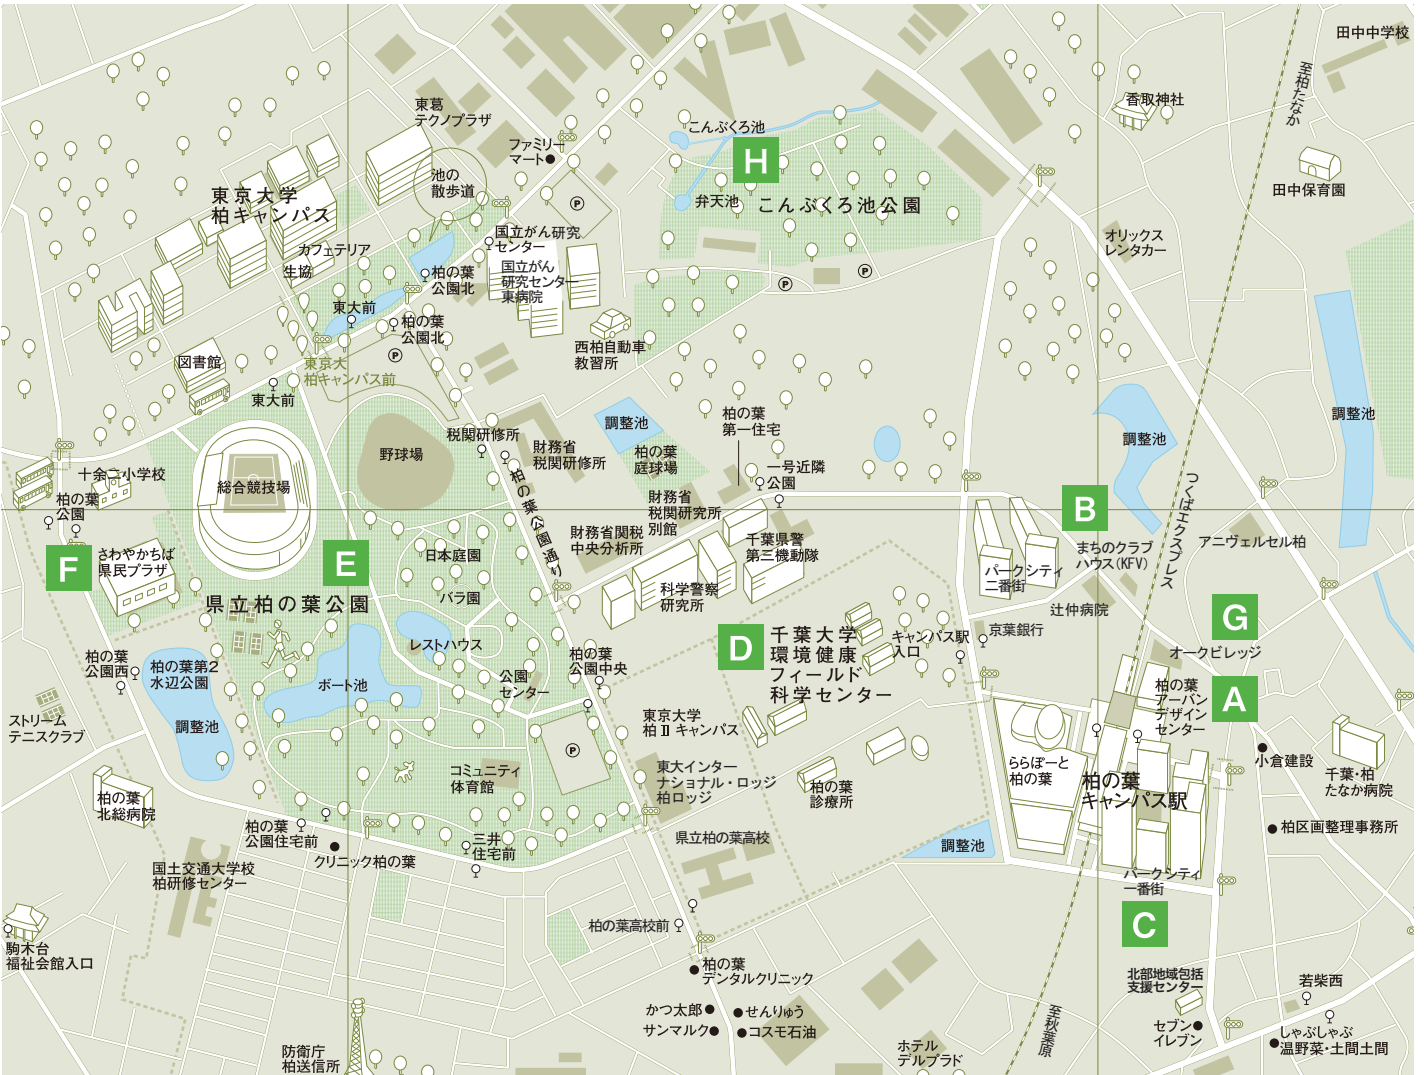 田中中学校
至柏たなか
香取神社
東葛
テクノプラザ
こんぶくろ池
ファミリー
マート
H
池の
散歩道
田中保育園
東京大学
柏キャンパス
弁天池
こんぶくろ池公園
P
国立がん研究
センター
オリックス
レンタカー
カフェテリア
生協
国立がん
研究センター
東病院
柏の葉
公園北
P
P
東大前
柏の葉
公園北
西柏自動車
教習所
図書館
東京大
柏キャンパス前
P
東大前
調整池
柏の葉
第一住宅
調整池
調整池
税関研修所
財務省
税関研修所
野球場
柏の葉
庭球場
一号近隣
公園
十余二小学校
総合競技場
柏の葉公園通り
つくばエクスプレス
柏の葉
公園
財務省
税関研究所
別館
B
財務省関税
中央分析所
千葉県警
第三機動隊
アニヴェルセル柏
まちのクラブ
ハウス(KFV)
さわやかちば
県民プラザ
F
E
日本庭園
パークシティ
二番街
バラ園
科学警察
研究所
県立柏の葉公園
辻仲病院
G
京葉銀行
D
千葉大学
環境健康
フィールド
科学センター
キャンパス駅
入口
レストハウス
オークビレッジ
柏の葉
公園西
柏の葉第2
水辺公園
ボート池
公園
センター
柏の葉
公園中央
柏の葉
アーバン
デザイン
センター
A
ストリーム
テニスクラブ
調整池
東京大学
柏Ⅱキャンパス
P
小倉建設
ららぽーと
柏の葉
東大インター
ナショナル・ロッジ
柏ロッジ
コミュニティ
体育館
柏の葉
診療所
柏の葉
キャンパス駅
千葉・柏
たなか病院
柏の葉
北総病院
柏の葉
公園住宅前
三井
住宅前
県立柏の葉高校
調整池
柏区画整理事務所
クリニック柏の葉
国土交通大学校
柏研修センター
パークシティ
一番街
C
柏の葉高校前
駒木台
福祉会館入口
柏の葉
デンタルクリニック
北部地域包括
支援センター
若柴西
かつ太郎
せんりゅう
サンマルク
コスモ石油
セブン
イレブン
しゃぶしゃぶ
温野菜・土間土間
至秋葉原
防衛庁
柏送信所
ホテル
デルプラド